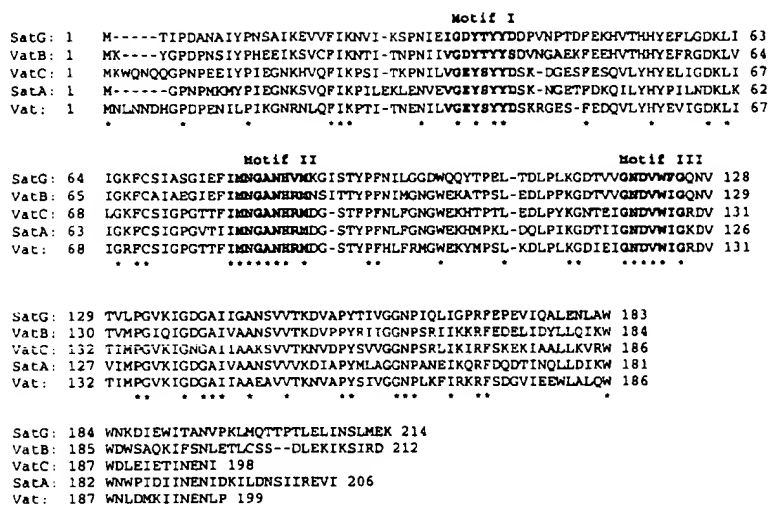 Motif I
SatG: 1 M------TIPDANAIYPNSAIKEVVFIKNVI-KSPNIEIGDYTYYDDPVNPTDFEKHVTHHYEFLGDKLI 63
VatB: 1 MK-----YGPDPNSIYPHEEIKSVCFIKNTI-TNPNIIVGDYTYYSDVNGAEKFEEHVTHHYEFRGDKLV 64
VatC: 1 MKWQNQQGPNPEEIYPIEGNKHVQFIKPSI-TKPNILVGEYSYYDSK-DGESFESQVLYHYELIGDKLI 67
SatA: 1 M------GPNPMKMYPIEGNKSVQFIKPILEKLENVEVGEYSYYDSK-NGETFDKQILYHYPILNDKLK 62
Vat: 1 MNLNNDHGPDPENILPIKGNRNLQFIKPTI-TNENILVGEYSYYDSKRGES-FEDQVLYHYEVIGDKLI 67
Motif II Motif III
SatG: 64 IGKFCSIASGIEFIMNGANHVMKGISTYPFNILGGDWQQYTPEL-TDLPLKGDTVVGNDVWFGQNV 128
VatB: 65 IGKFCAIAEGIEFIMNGANHRMNSITTYPFNIMGNGWEKATPSL-EDLPFKGDTVVGNDVWIGQNV 129
VatC: 68 LGKFCSIGPGTTFIMNGANHRMDG-STFPFNLFGNGWEKHTPTL-EDLPYKGNTEIGNDVWIGRDV 131
SatA: 63 IGKFCSIGPGVTIIMNGANHRMDG-STYPFNLFGNGWEKHMPKL-DQLPIKGDTIIGNDVWIGKDV 126
Vat: 68 IGRFCSIGPGTTFIMNGANHRMDG-STYPFHLFRMGWEKYMPSL-KDLPLKGDIEIGNDVWIGRDV 131
SatG: 129 TVLPGVKIGDGAIIGANSVVTKDVAPYTIVGGNPIQLIGPRFEPEVIQALENLAW 183
VatB: 130 TVMPGIQIGDGAIVAANSVVTKDVPPYRIIGGNPSRIIKKRFEDELIDYLLQIKW 184
VatC: 132 TIMPGVKIGNGAIIAAKSVVTKNVDPYSVVGGNPSRLIKIRFSKEKIAALLKVRW 186
SatA: 127 VIMPGVKIGDGAIVAANSVVVKDIAPYMLAGGNPANEIKQRFDQDTINQLLDIKW 181
Vat: 132 TIMPGVKIGDGAIIAAEAVVTKNVAPYSIVGGNPLKFIRKRFSDGVIEEWLALQW 186
SatG: 184 WNKDIEWITANVPKLMQTTPTLELINSLMEK 214
VatB: 185 WDWSAQKIFSNLETLCSS--DLEKIKSIRD 212
VatC: 187 WDLEIETINENI 198
SatA: 182 WNWPIDIINENIDKILDNSIIREVI 206
Vat: 187 WNLDMKIINENLP 199